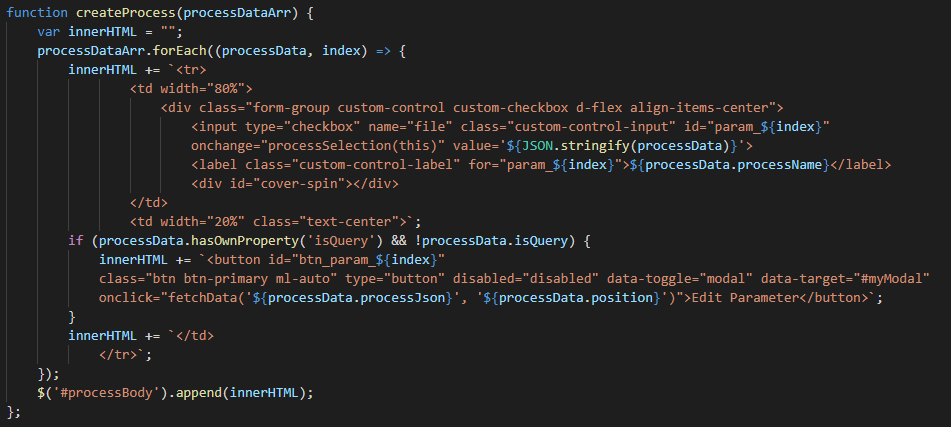 function createProcess(processDataArr) {
    var innerHTML = "";
    processDataArr.forEach((processData, index) => {
        innerHTML += `<tr>
                <td width="80%">
                    <div class="form-group custom-control custom-checkbox d-flex align-items-center">
                        <input type="checkbox" name="file" class="custom-control-input" id="param_${index}"
                        onchange="processSelection(this)" value='${JSON.stringify(processData)}'>
                        <label class="custom-control-label" for="param_${index}">${processData.processName}</label>
                        <div id="cover-spin"></div>
                </td>
                <td width="20%" class="text-center">`;
        if (processData.hasOwnProperty('isQuery') && !processData.isQuery) {
            innerHTML += `<button id="btn_param_${index}"
            class="btn btn-primary ml-auto" type="button" disabled="disabled" data-toggle="modal" data-target="#myModal"
            onclick="fetchData('${processData.processJson}', '${processData.position}')">Edit Parameter</button>`;
        }
        innerHTML += `</td>
            </tr>`;
    });
    $('#processBody').append(innerHTML);
};